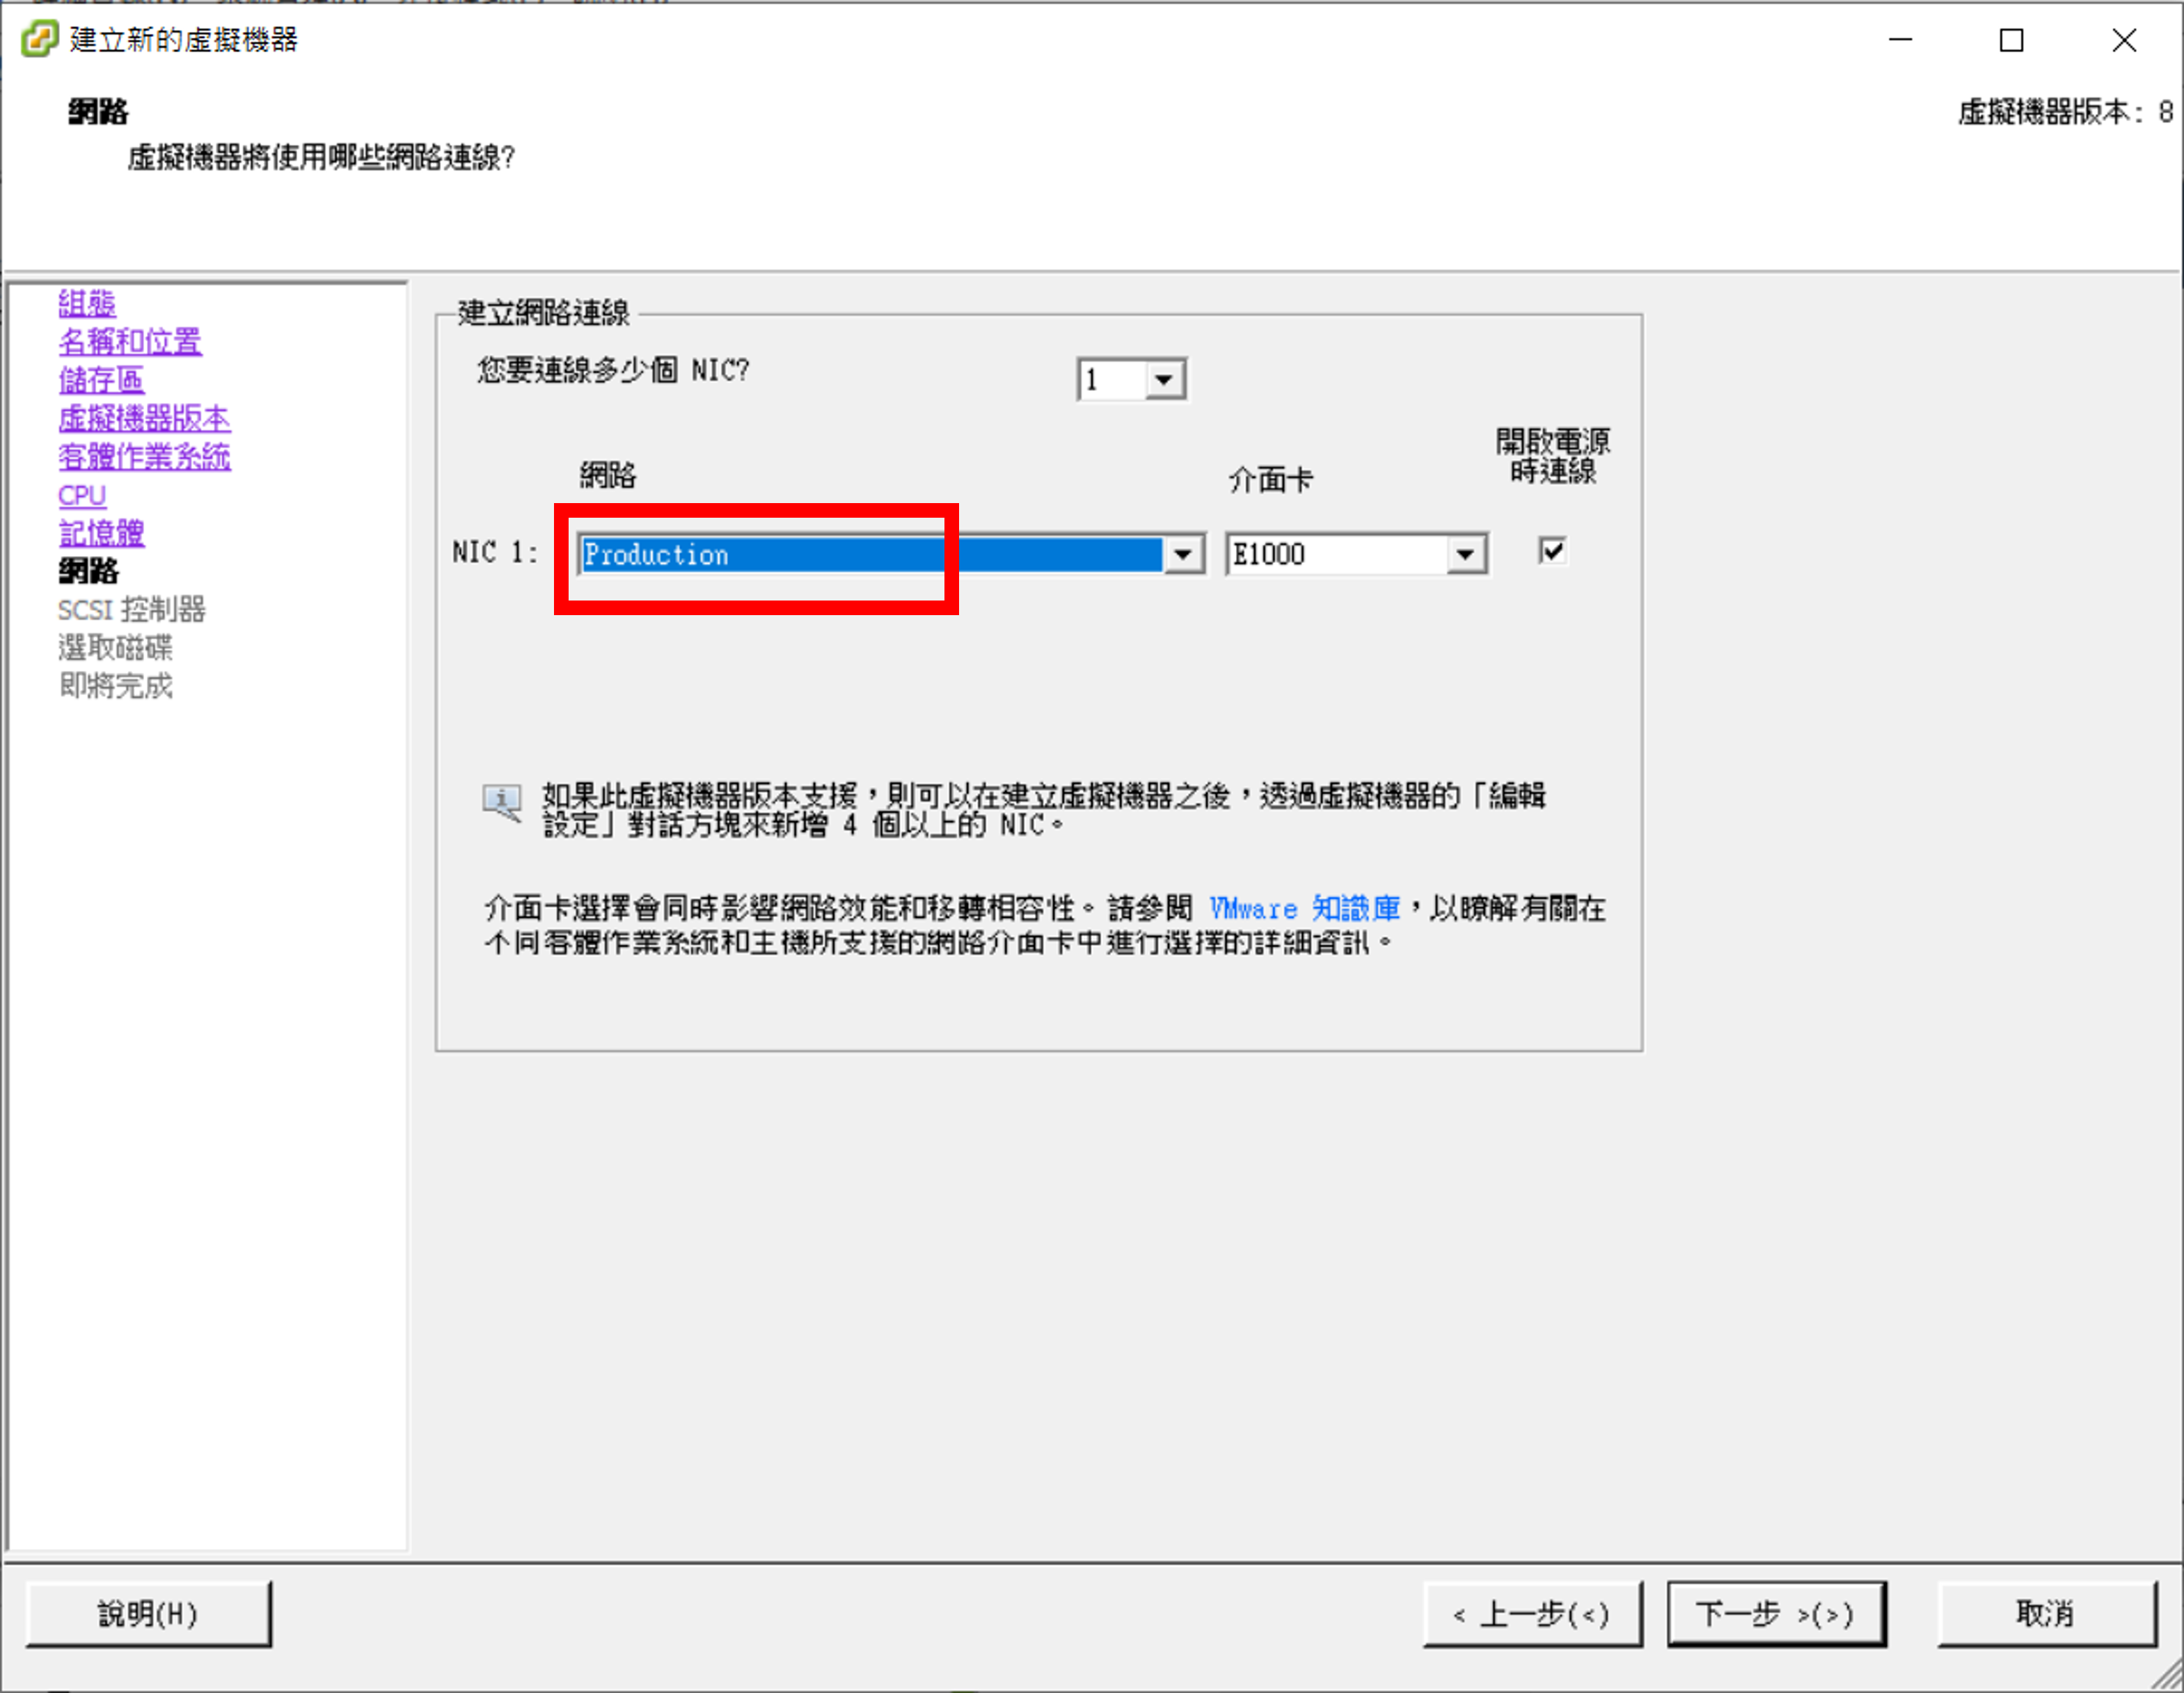 建立新的虛擬機器
網路
虛擬機器版本: 8
虛擬機器將使用哪些網路連線?
組態
名稱和位置
儲存區
虛擬機器版本
客體作業系統
CPU
記憶體
網路
SCSI 控制器
選取磁碟
即將完成
建立網路連線
您要連線多少個 NIC?
1
網路
介面卡
開啟電源
時連線
NIC 1:
Production
E1000
如果此虛擬機器版本支援，則可以在建立虛擬機器之後，透過虛擬機器的「編輯
設定」對話方塊來新增 4 個以上的 NIC。
介面卡選擇會同時影響網路效能和移轉相容性。請參閱 VMware 知識庫，以瞭解有關在
不同客體作業系統和主機所支援的網路介面卡中進行選擇的詳細資訊。
說明(H)
< 上一步(<)
下一步 >(>)
取消